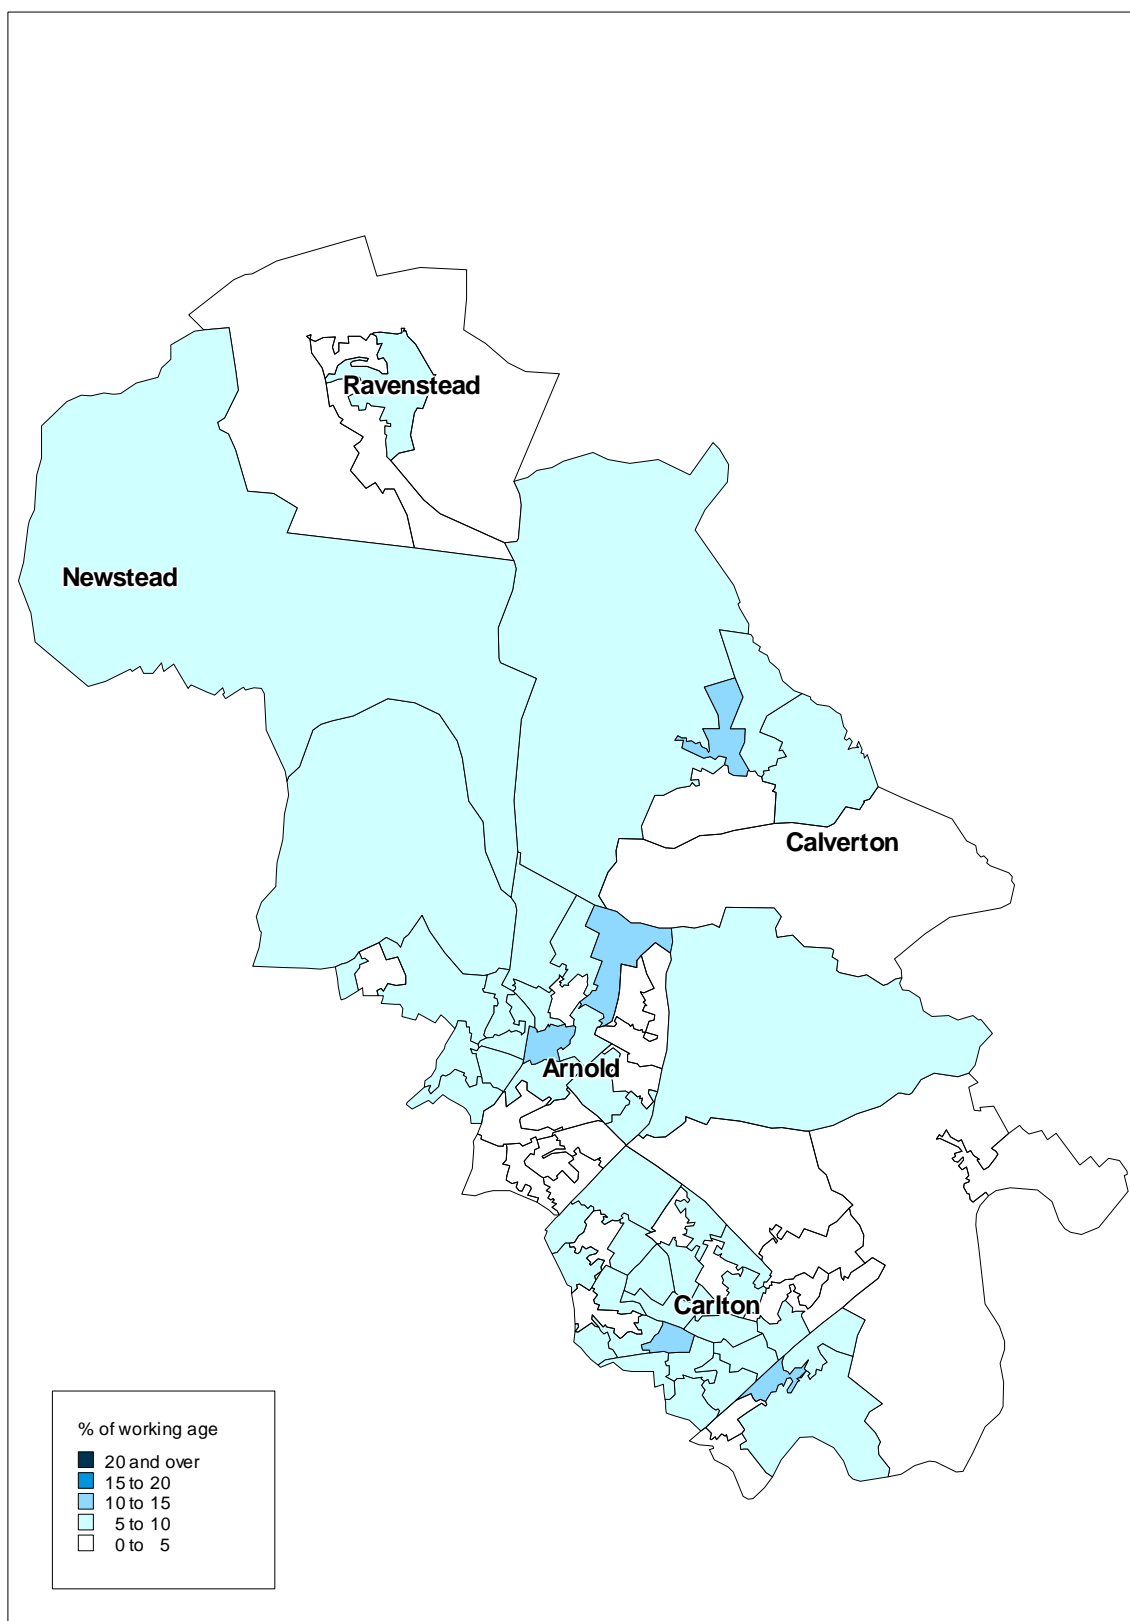 Ravenstead
Newstead
Calverton
Arnold
Carlton
% of working age
20 and over
15 to 20
10 to 15
5 to 10
0 to 5